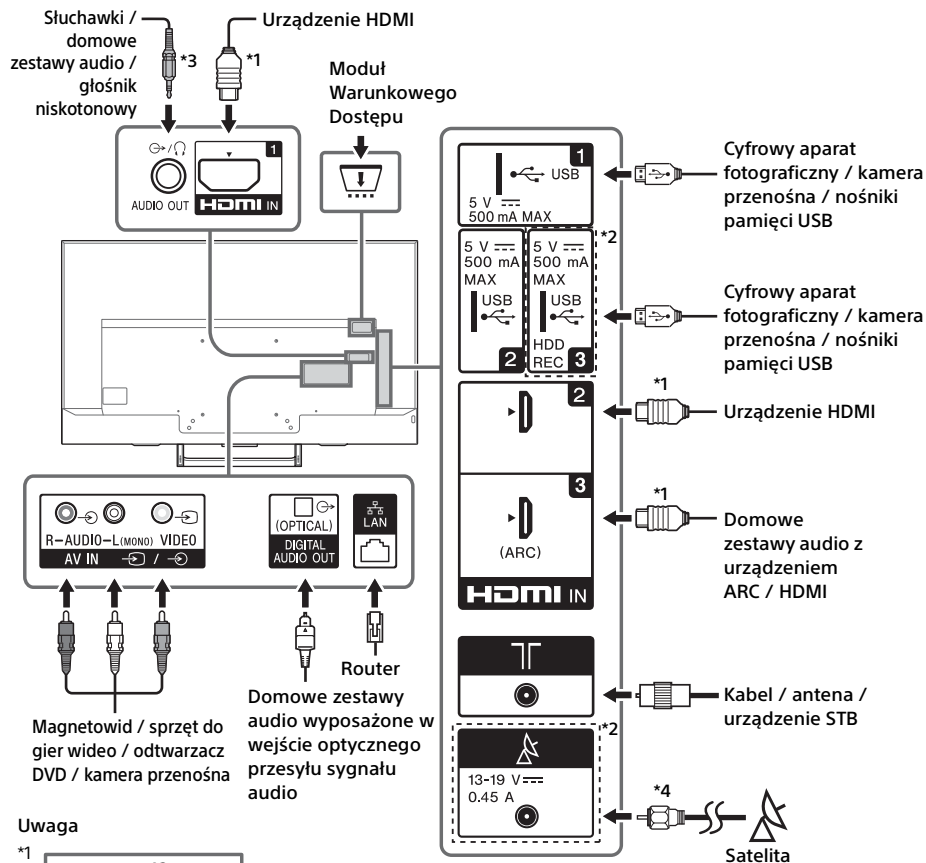 Słuchawki /
domowe
zestawy audio /
głośnik
niskotonowy
*3
Urządzenie HDMI
*1
Moduł
Warunkowego
Dostępu
AUDIO OUT
1
HDMI IN
1
USB
5 V
500 mA MAX
Cyfrowy aparat
fotograficzny / kamera
przenośna / nośniki
pamięci USB
*2
5 V
500 mA
MAX
USB
2
5 V
500 mA
MAX
USB
HDD
REC 3
Cyfrowy aparat
fotograficzny / kamera
przenośna / nośniki
pamięci USB
2
*1
Urządzenie HDMI
3
(ARC)
HDMI IN
*1
Domowe
zestawy audio z
urządzeniem
ARC / HDMI
R-AUDIO-L(MONO) VIDEO
AV IN /
(OPTICAL)
DIGITAL
AUDIO OUT
LAN
Magnetowid / sprzęt do
gier wideo / odtwarzacz
DVD / kamera przenośna
Domowe zestawy
audio wyposażone w
wejście optycznego
przesyłu sygnału
audio
Router
Kabel / antena /
urządzenie STB
*2
13-19 V
0.45 A
*4
Satelita
Uwaga
*1